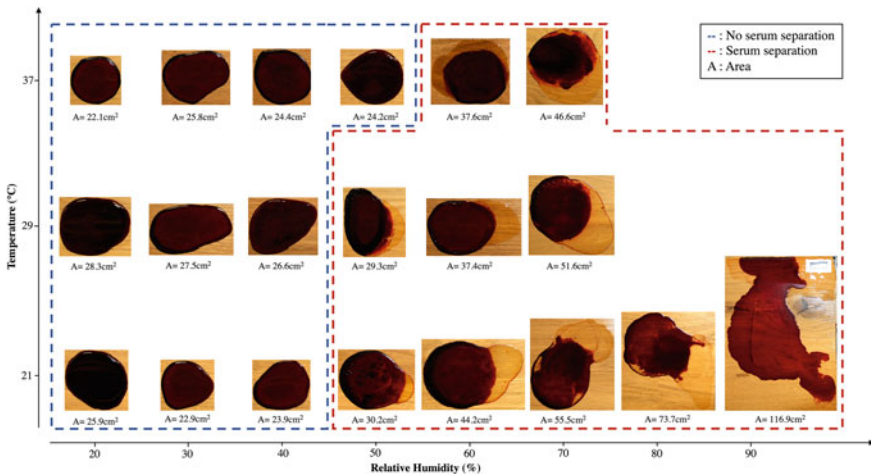 -- : No serum separation
-- : Serum separation
A : Area
37
A= 22.1cm²
A= 25.8cm²
A= 24.4cm²
A= 24.2cm²
A= 37.6cm²
A= 46.6cm²
Temperature (°C)
29
A= 28.3cm²
A= 27.5cm²
A= 26.6cm²
A= 29.3cm²
A= 37.4cm²
A= 51.6cm²
21
A= 25.9cm²
A= 22.9cm²
A= 23.9cm²
A= 30.2cm²
A= 44.2cm²
A= 55.5cm²
A= 73.7cm²
A= 116.9cm²
20
30
40
50
60
70
80
90
Relative Humidity (%)